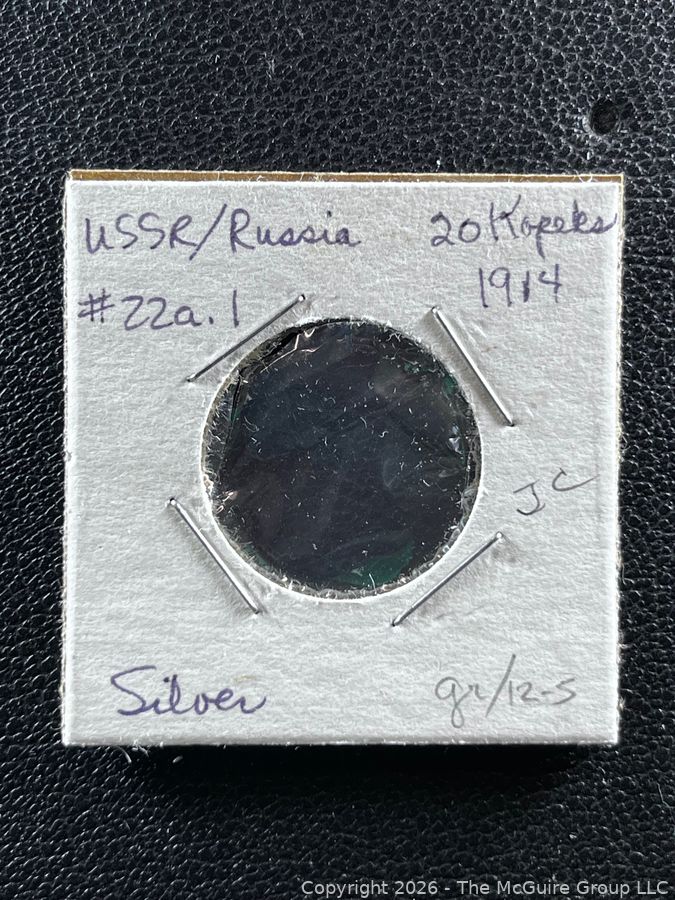 USSR/Russia 20 Kopeks
#22a.1 1914
JC
Silver gr/12-5
Copyright 2026 - The McGuire Group LLC